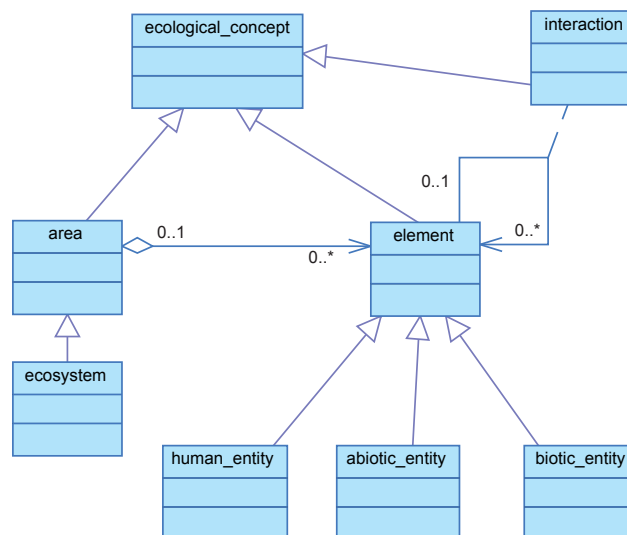 ecological_concept
interaction
0..1
area
0..1
element
0..*
0..*
ecosystem
human_entity
abiotic_entity
biotic_entity